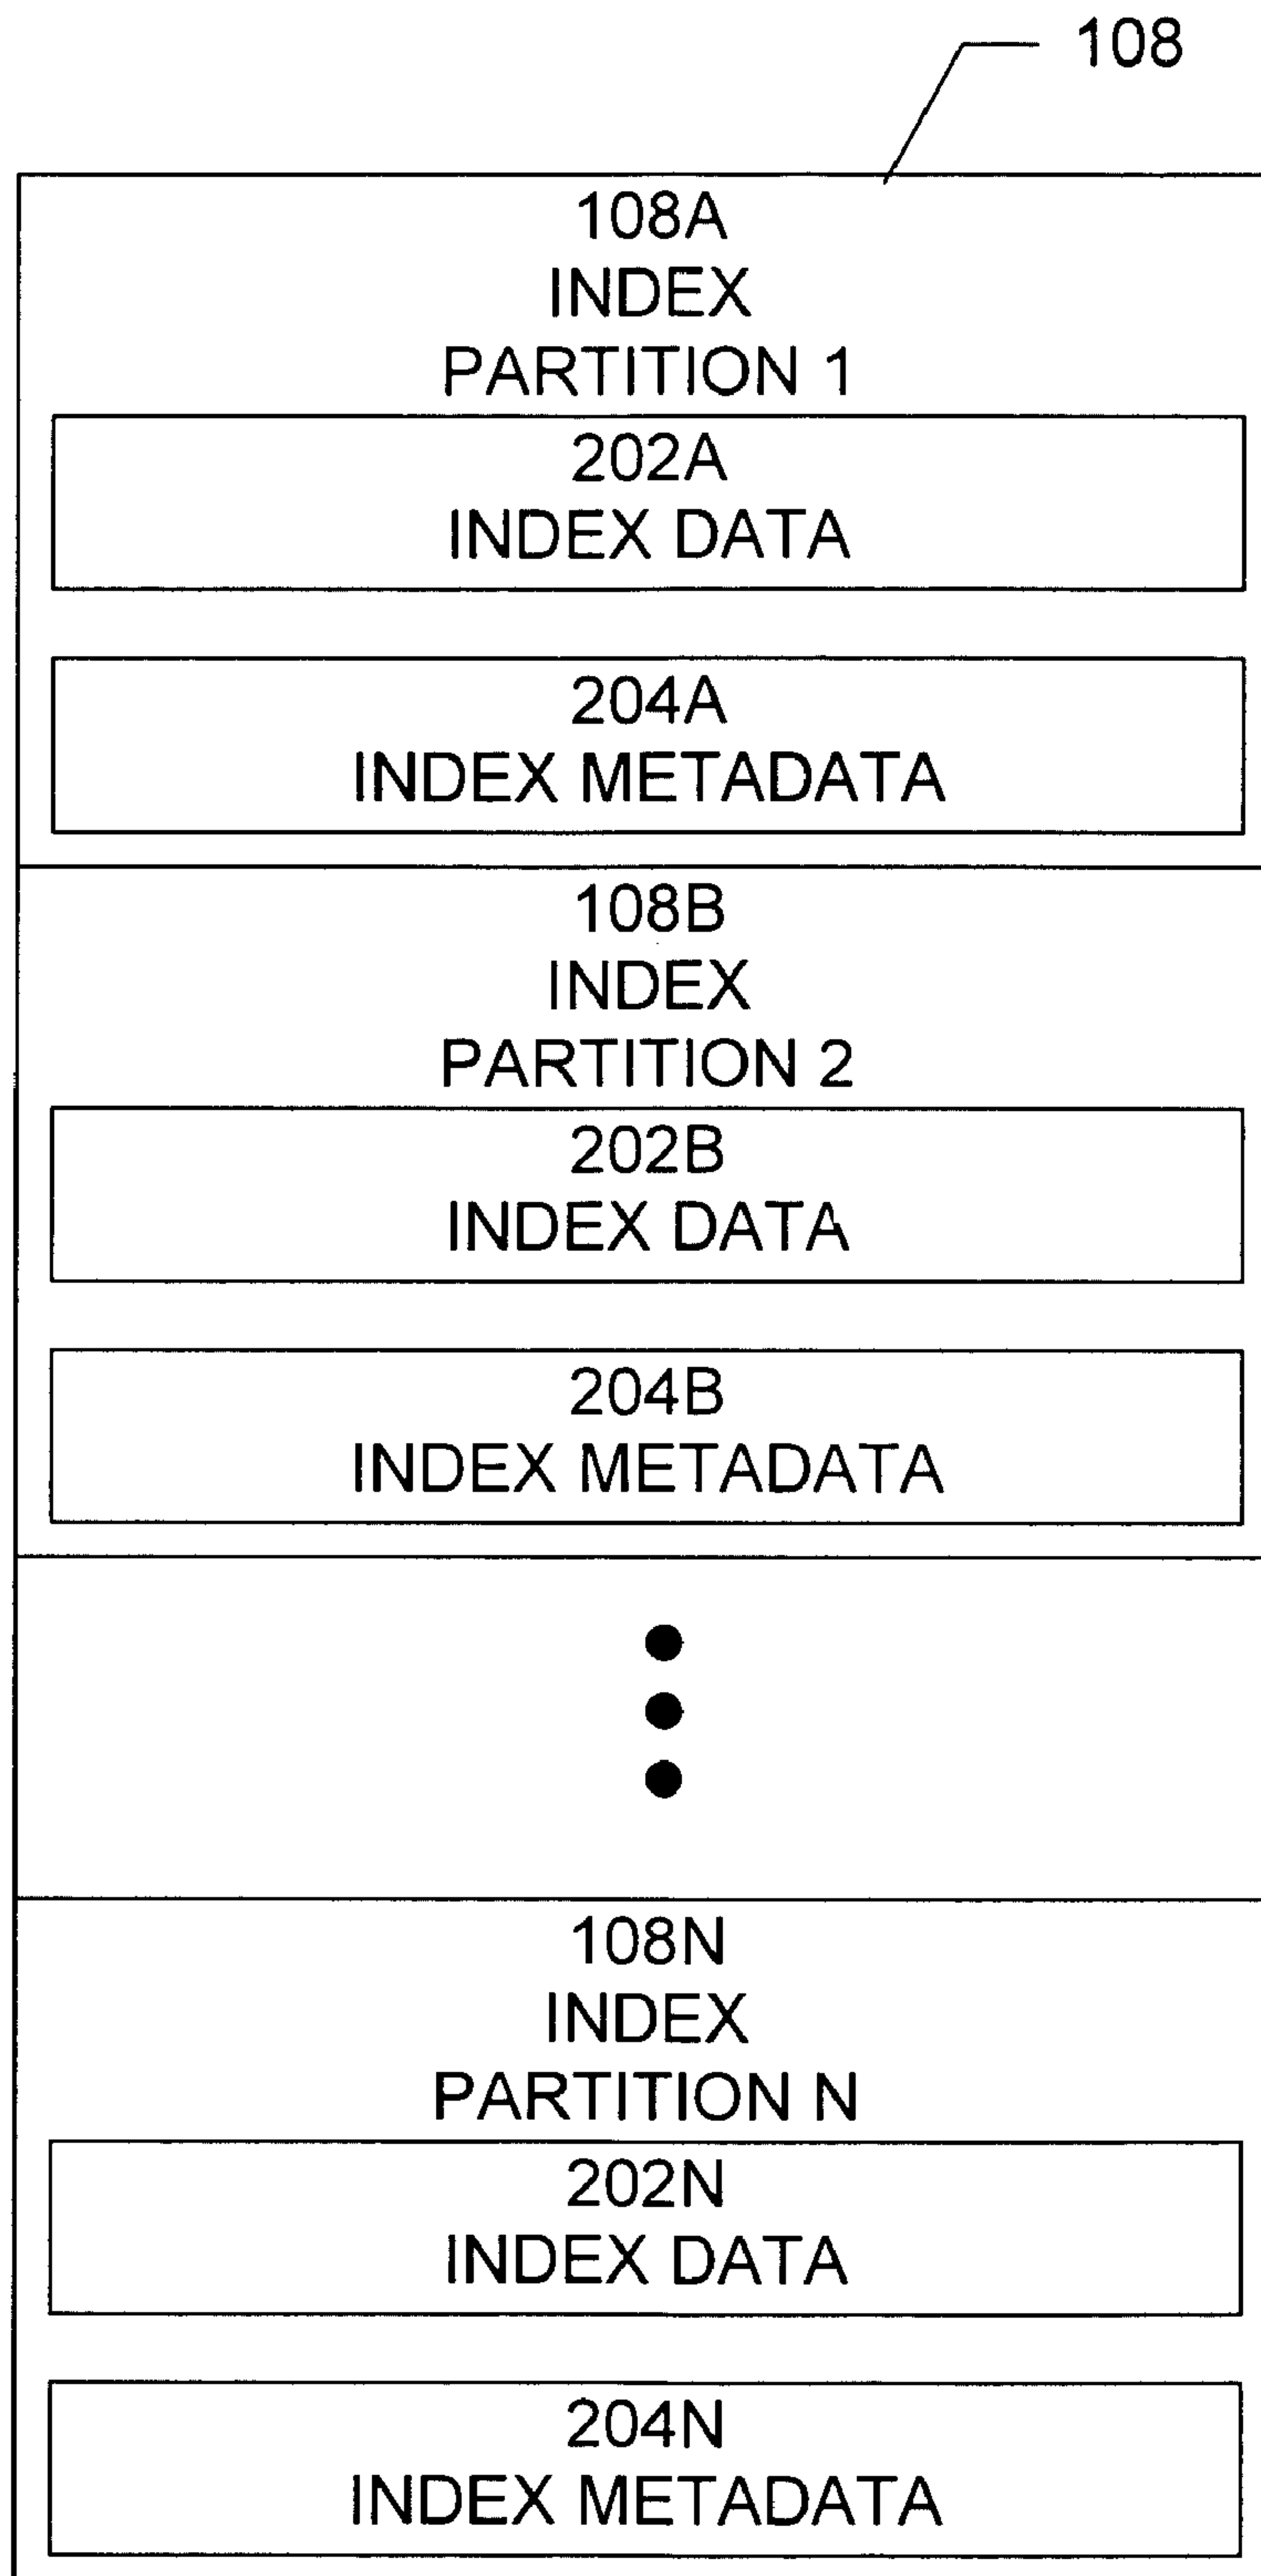 108
108A
INDEX
PARTITION 1
202A
INDEX DATA
204A
INDEX METADATA
108B
INDEX
PARTITION 2
202B
INDEX DATA
204B
INDEX METADATA
108N
INDEX
PARTITION N
202N
INDEX DATA
204N
INDEX METADATA